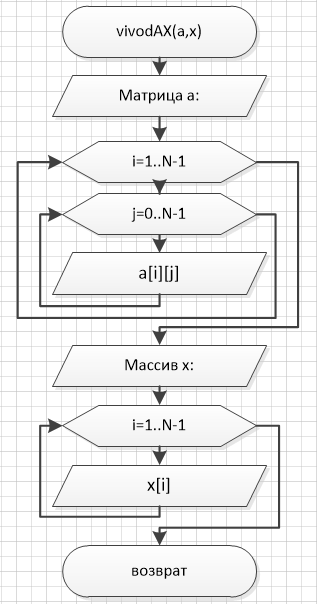 vivodAX(a,x)
Матрица a:
i=1..N-1
j=0..N-1
a[i][j]
Массив x:
i=1..N-1
x[i]
возврат